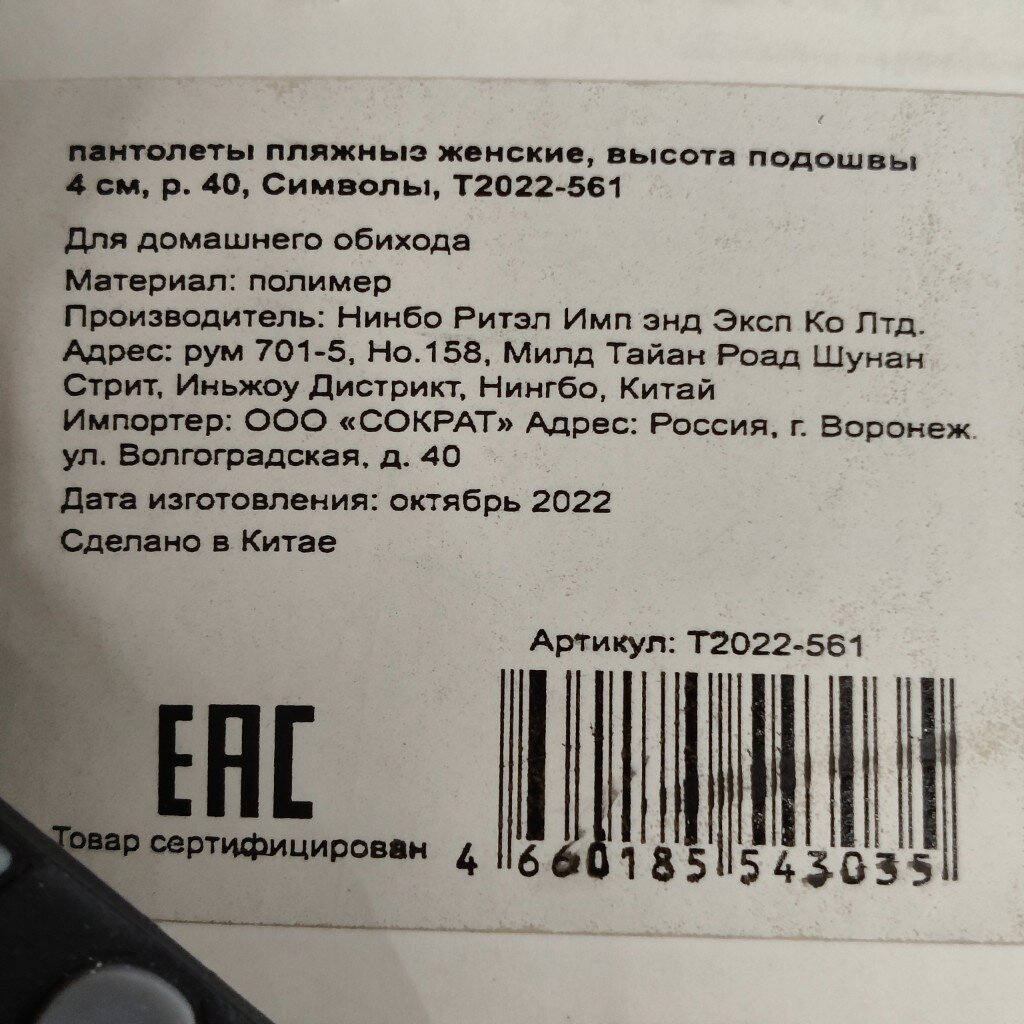 пантолеты пляжныз женские, высота подошвы
4 см, р. 40, Символы, Т2022-561
Для домашнего обихода
Материал: полимер
Производитель: Нинбо Ритэл Имп энд Эксп Ко Лтд.
Адрес: рум 701-5, Но.158, Милд Тайан Роад Шунан
Стрит, Иньжоу Дистрикт, Нингбо, Китай
Импортер: ООО «СОКРАТ» Адрес: Россия, г. Воронеж.
ул. Волгоградская, д. 40
Дата изготовления: октябрь 2022
Сделано в Китае
Артикул: Т2022-561
EAC
Товар сертифицирован
4 660185 543035